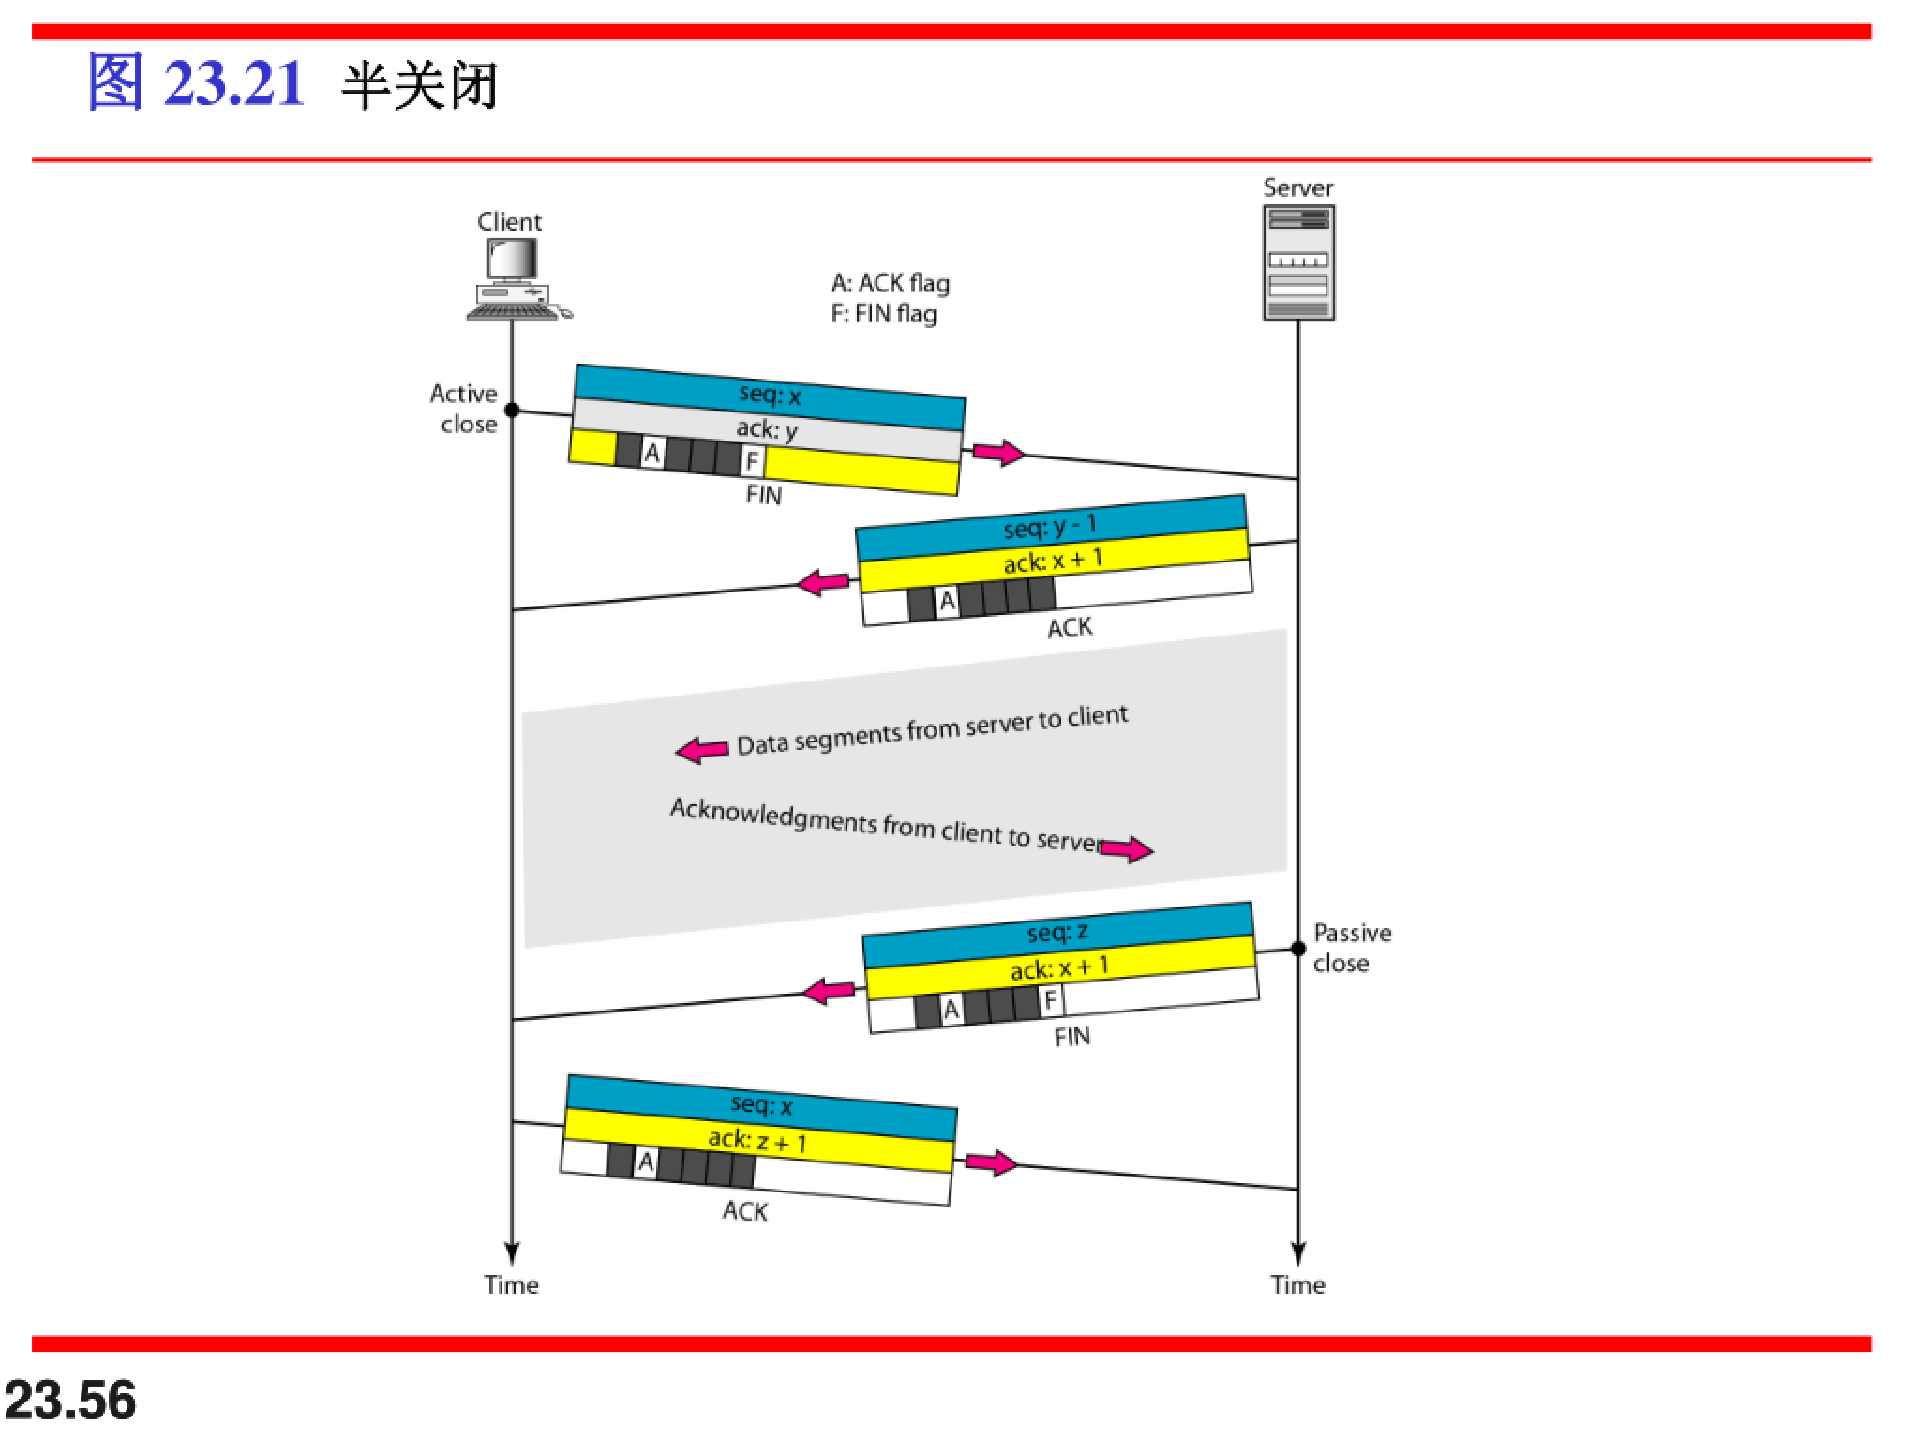 图 23.21 半关闭
Server
Client
A: ACK flag
F: FIN flag
Active
close
seq: x
ack: y
A F
FIN
seq: y - 1
ack: x + 1
A
ACK
Data segments from server to client
Acknowledgments from client to server
Passive
close
seq: z
ack: x + 1
A F
FIN
seq: x
ack: z + 1
A
ACK
Time
Time
23.56